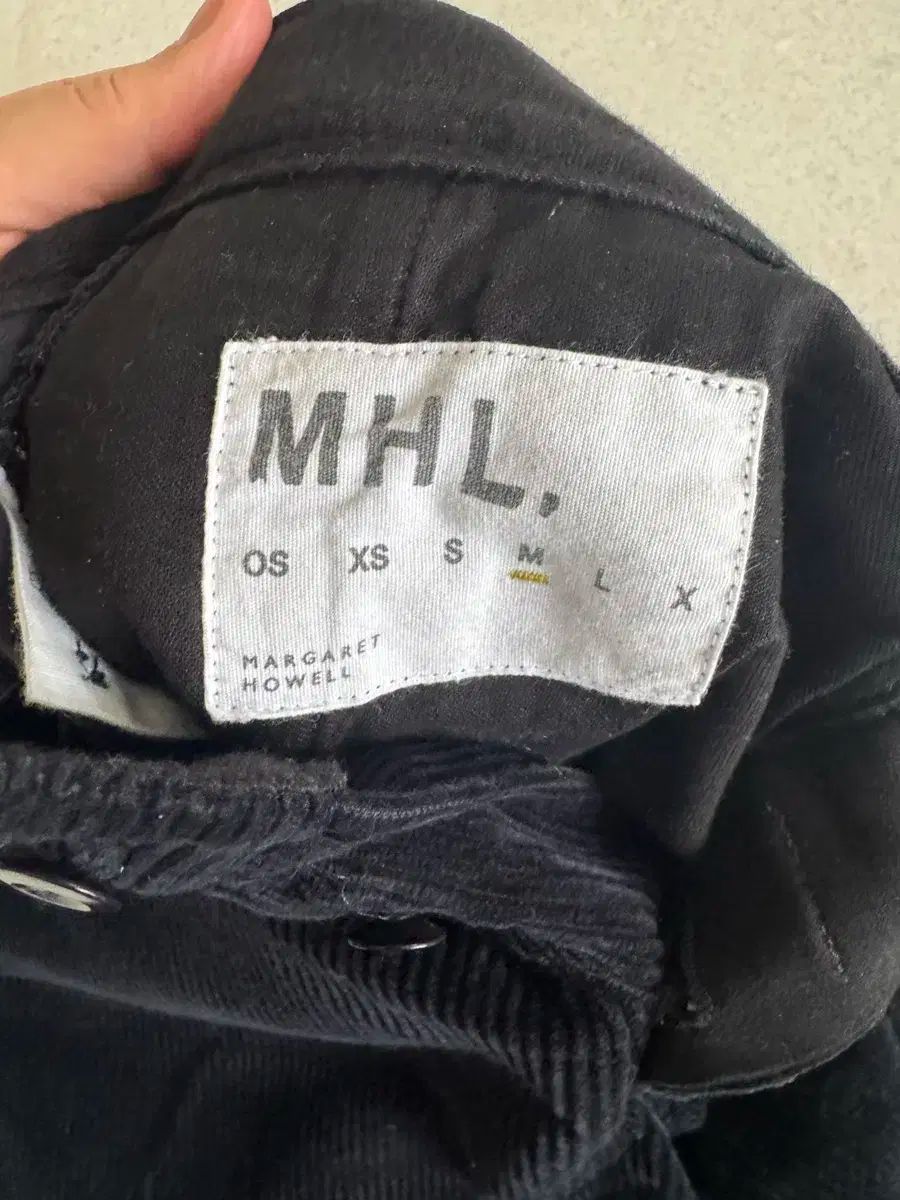 MHL.
OS XS S M L X
MARGARET
HOWELL